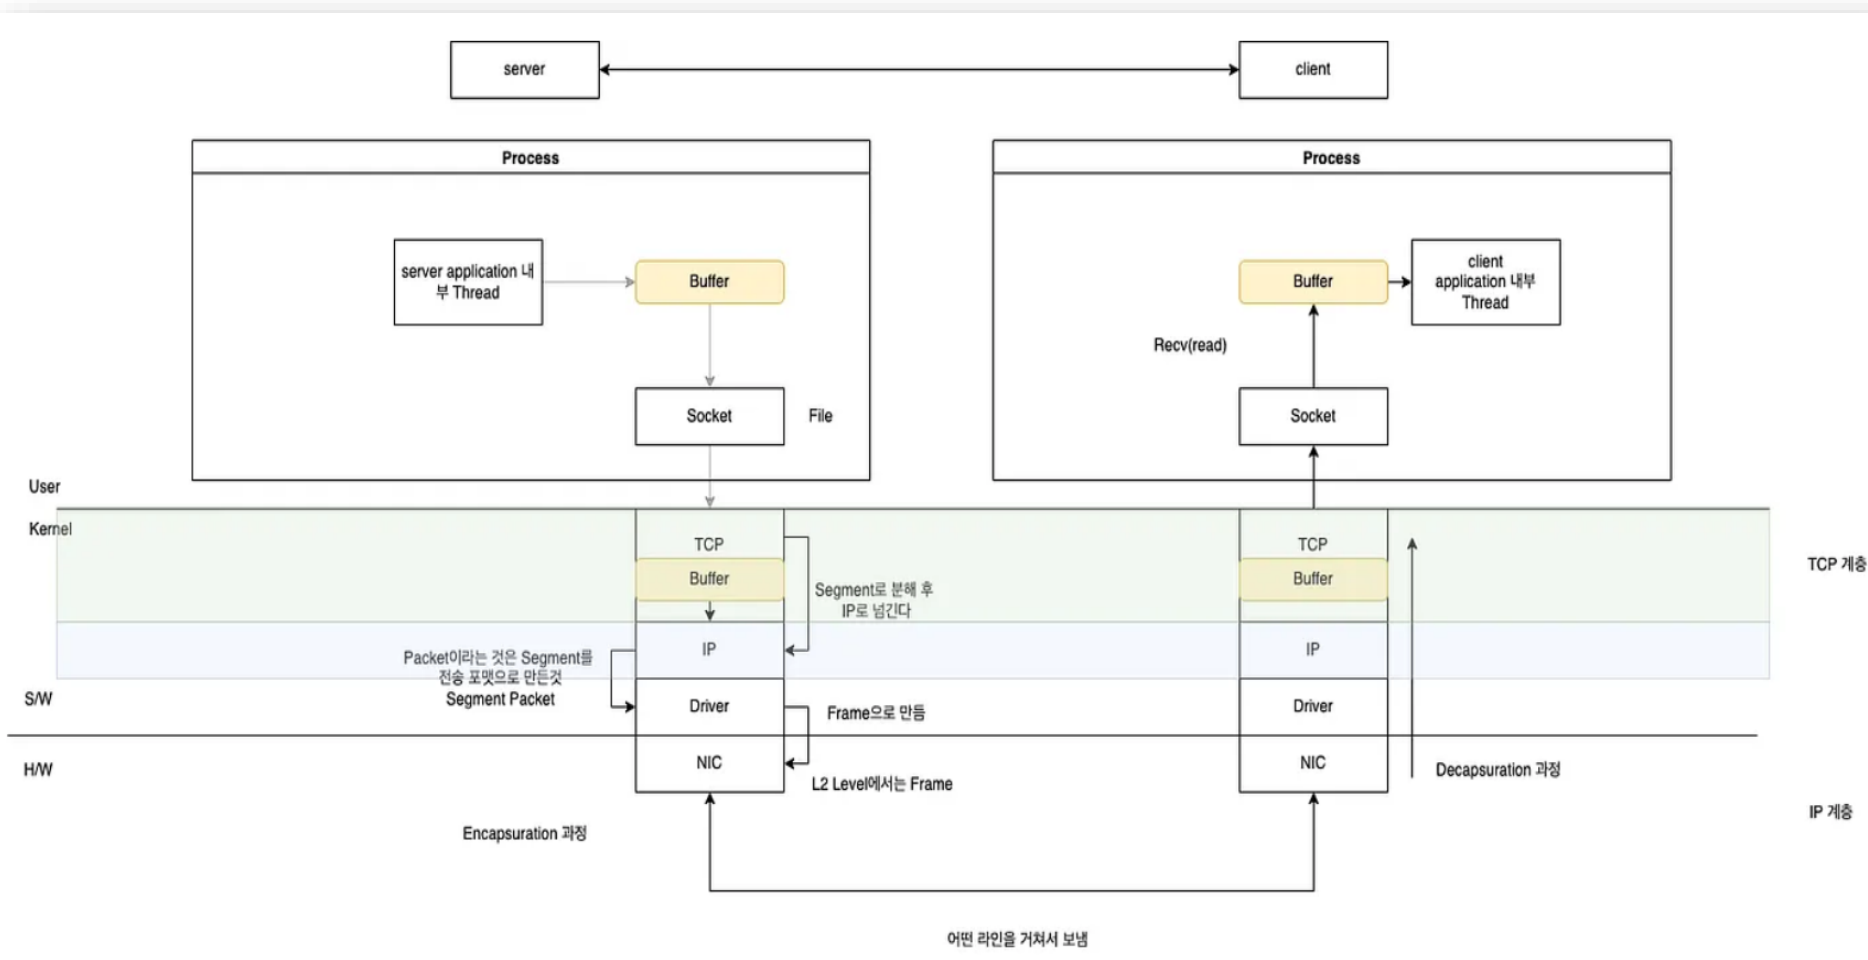 server
client
Process
Process
server application 내
부 Thread
Buffer
Buffer
client
application 내부
Thread
Recv(read)
Socket
File
Socket
User
Kernel
TCP
TCP
TCP 계층
Buffer
Buffer
Segment로 분해 후
IP로 넘긴다
IP
IP
Packet이라는 것은 Segment를
전송 포맷으로 만든것
Segment Packet
S/W
Driver
Frame으로 만듬
Driver
H/W
NIC
NIC
Decapsuration 과정
L2 Level에서는 Frame
IP 계층
Encapsuration 과정
어떤 라인을 거쳐서 보냄